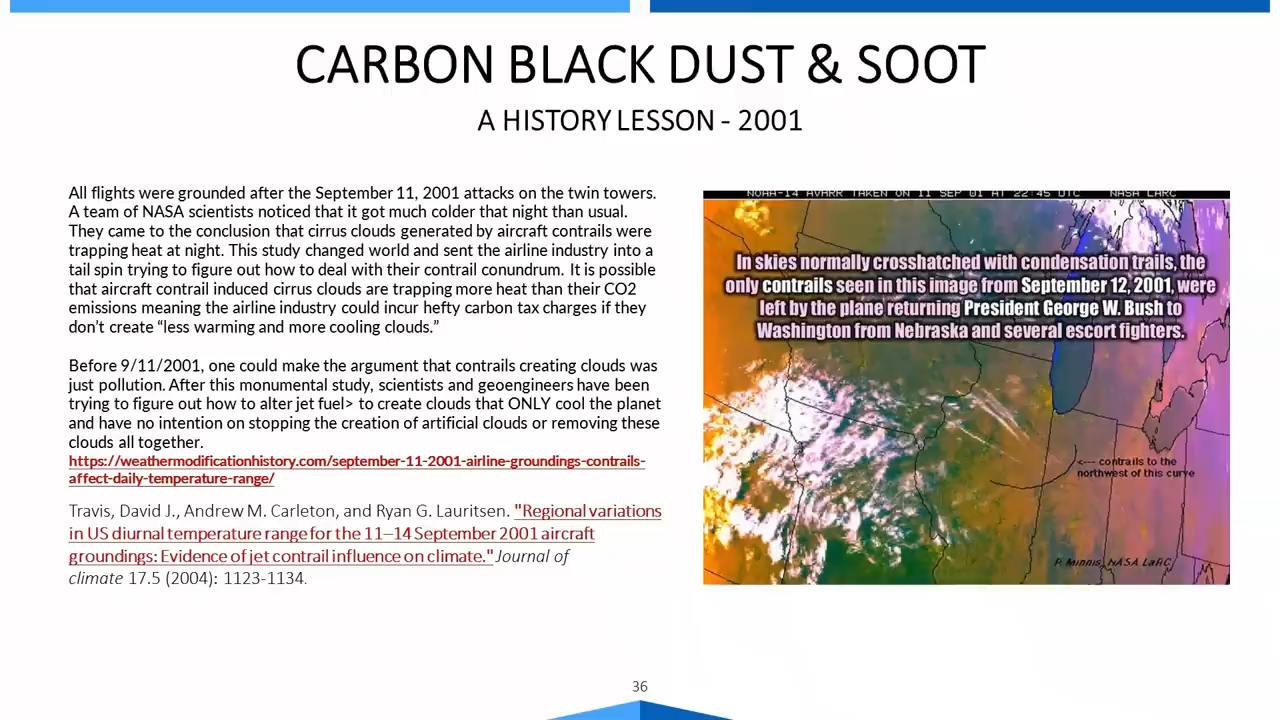 CARBON BLACK DUST & SOOT
A HISTORY LESSON - 2001
All flights were grounded after the September 11, 2001 attacks on the twin towers.
A team of NASA scientists noticed that it got much colder that night than usual.
They came to the conclusion that cirrus clouds generated by aircraft contrails were
trapping heat at night. This study changed world and sent the airline industry into a
tail spin trying to figure out how to deal with their contrail conundrum. It is possible
that aircraft contrail induced cirrus clouds are trapping more heat than their CO2
emissions meaning the airline industry could incur hefty carbon tax charges if they
don't create “less warming and more cooling clouds.”
Before 9/11/2001, one could make the argument that contrails creating clouds was
just pollution. After this monumental study, scientists and geoengineers have been
trying to figure out how to alter jet fuel> to create clouds that ONLY cool the planet
and have no intention on stopping the creation of artificial clouds or removing these
clouds all together.
https://weathermodificationhistory.com/september-11-2001-airline-groundings-contrails-
affect-daily-temperature-range/
Travis, David J., Andrew M. Carleton, and Ryan G. Lauritsen. "Regional variations
in US diurnal temperature range for the 11–14 September 2001 aircraft
groundings: Evidence of jet contrail influence on climate." Journal of
climate 17.5 (2004): 1123-1134.
NOAA-14 AVHRR TAKEN ON 11 SEP 01 AT 22:45 UTC NASA LARC
In skies normally crosshatched with condensation trails, the
only contrails seen in this image from September 12, 2001, were
left by the plane returning President George W. Bush to
Washington from Nebraska and several escort fighters.
<--- contrails to the
northwest of this curve
P. Minnis, NASA LaRC
36